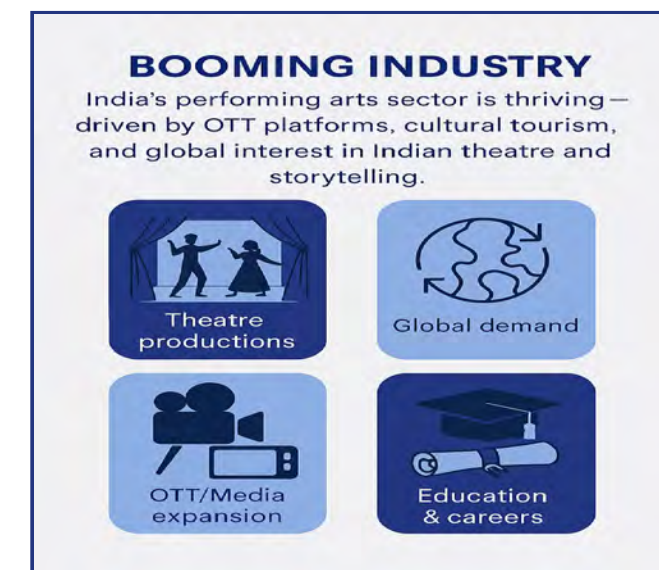 BOOMING INDUSTRY
India's performing arts sector is thriving—
driven by OTT platforms, cultural tourism,
and global interest in Indian theatre and
storytelling.
Theatre
productions
Global demand
OTT/Media
expansion
Education
& careers